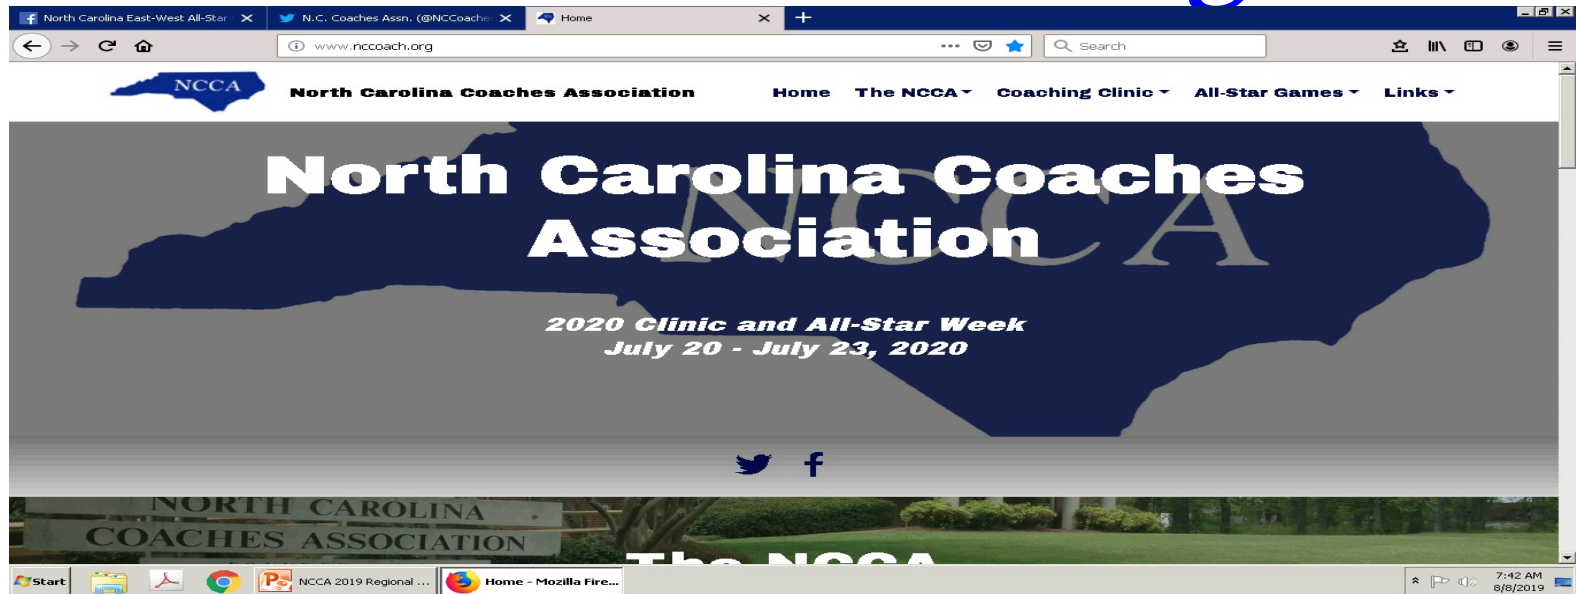 North Carolina East-West All-Star
N.C. Coaches Assn. (@NCCoache
Home
www.nccoach.org
Search
NCCA
North Carolina Coaches Association
Home The NCCA Coaching Clinic All-Star Games Links
North Carolina Coaches
Association
NCCA
2020 Clinic and All-Star Week
July 20 - July 23, 2020
NORTH CAROLINA
COACHES ASSOCIATION
The NCCA
Start
NCCA 2019 Regional ...
Home - Mozilla Fire...
7:42 AM
8/8/2019